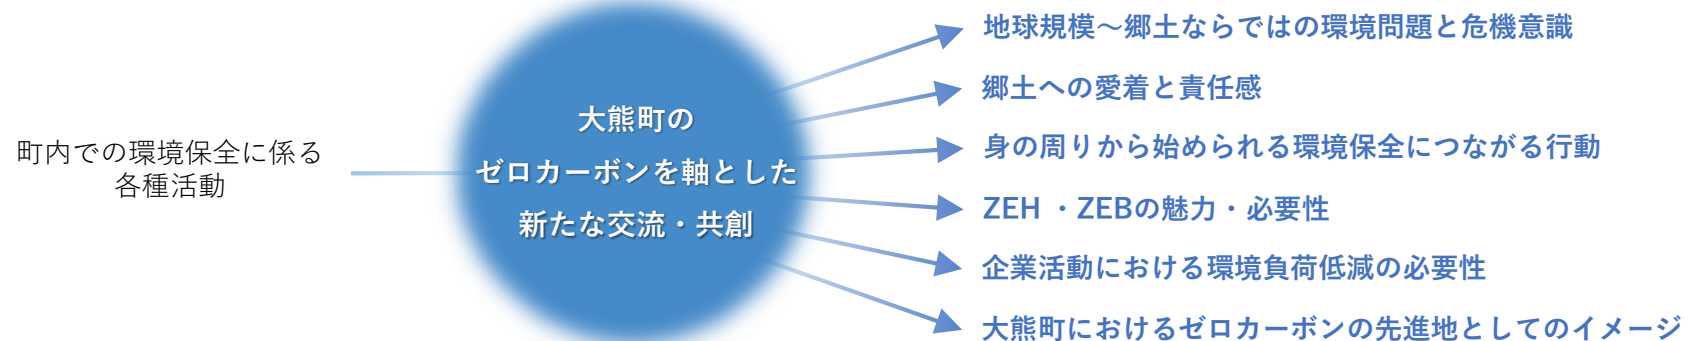 町内での環境保全に係る
各種活動
大熊町の
ゼロカーボンを軸とした
新たな交流・共創
地球規模～郷土ならではの環境問題と危機意識
郷土への愛着と責任感
身の周りから始められる環境保全につながる行動
ZEH ・ZEBの魅力・必要性
企業活動における環境負荷低減の必要性
大熊町におけるゼロカーボンの先進地としてのイメージ